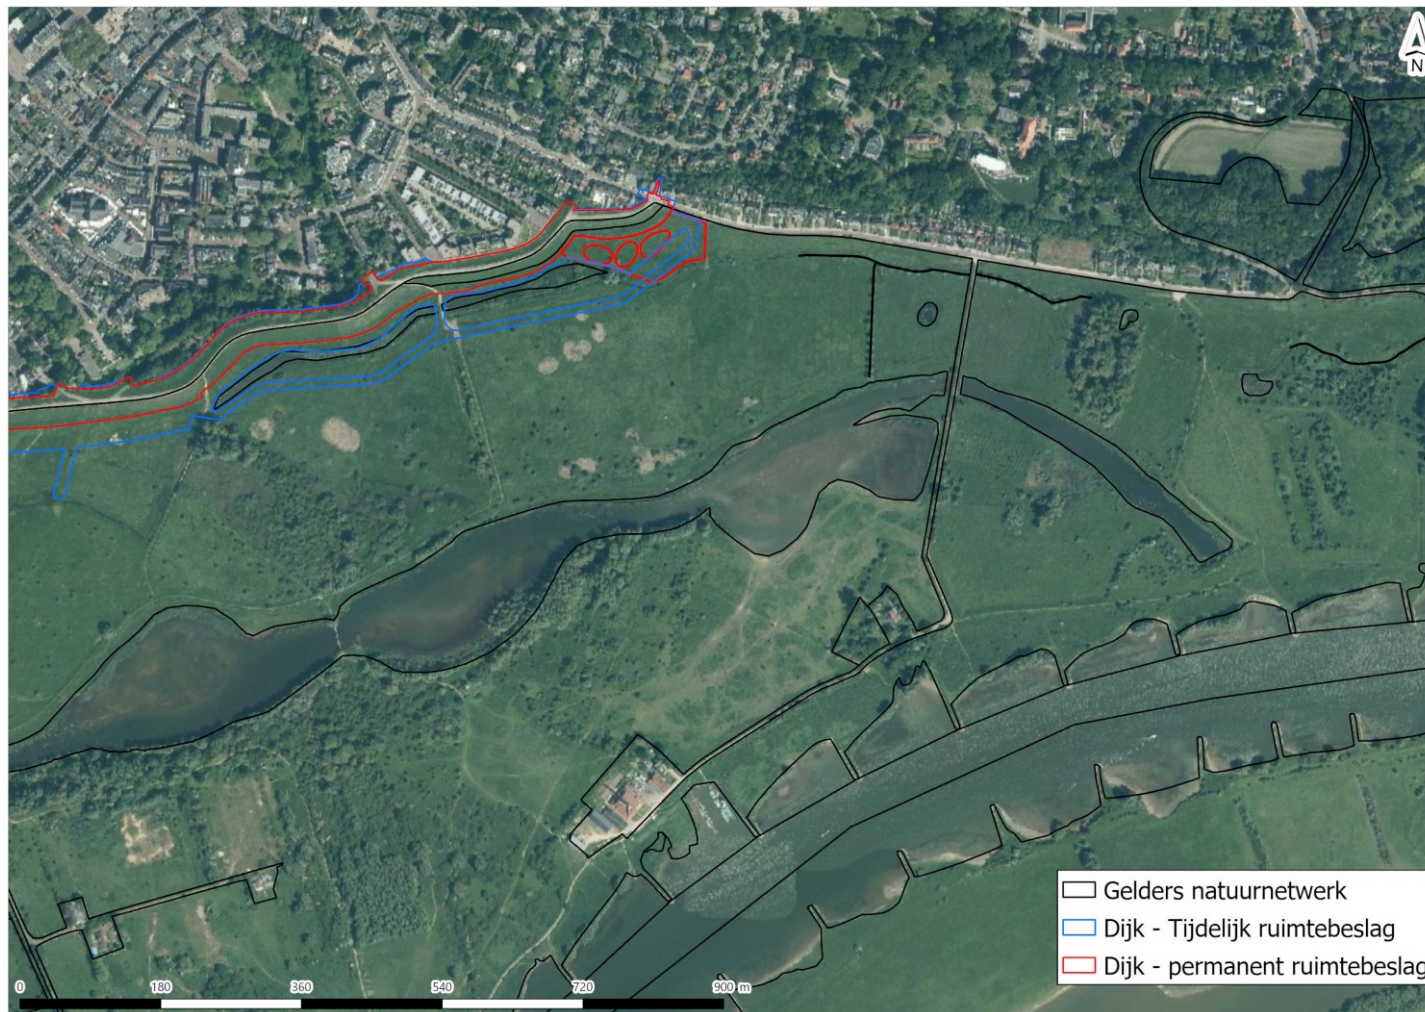 N
Gelders natuurnetwerk
Dijk - Tijdelijk ruimtebeslag
Dijk - permanent ruimtebeslag
0 180 360 540 720 900 m